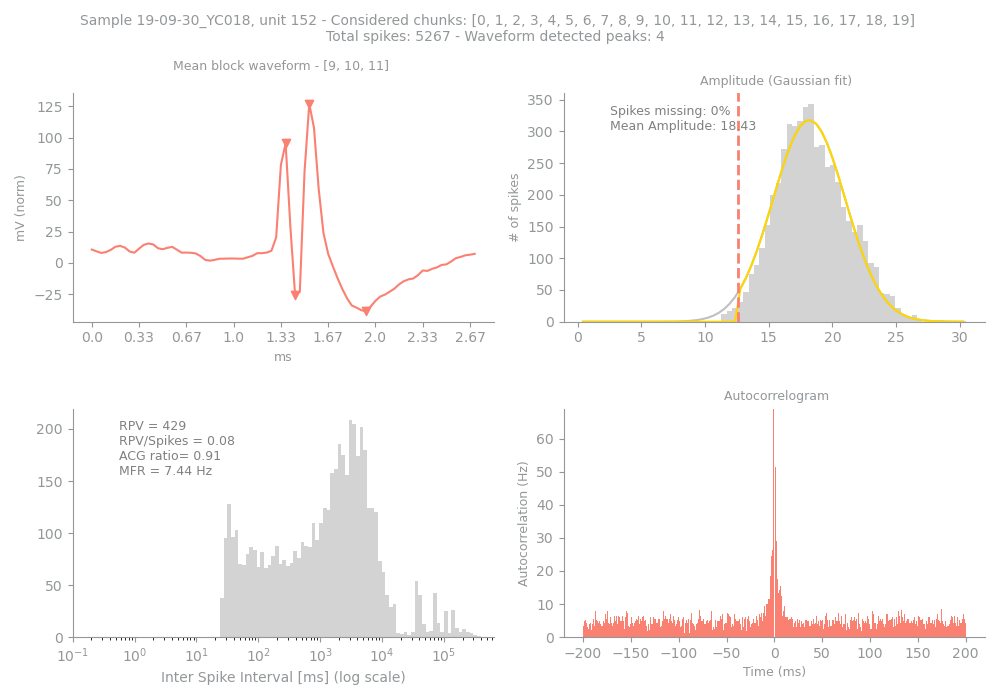 Sample 19-09-30_YC018, unit 152 - Considered chunks: [0, 1, 2, 3, 4, 5, 6, 7, 8, 9, 10, 11, 12, 13, 14, 15, 16, 17, 18, 19]
Total spikes: 5267 - Waveform detected peaks: 4
Mean block waveform - [9, 10, 11]
mV (norm)
125
100
75
50
25
0
−25
0.0 0.33 0.67 1.0 1.33 1.67 2.0 2.33 2.67
ms
Amplitude (Gaussian fit)
Spikes missing: 0%
Mean Amplitude: 18.43
# of spikes
350
300
250
200
150
100
50
0
0 5 10 15 20 25 30
RPV = 429
RPV/Spikes = 0.08
ACG ratio= 0.91
MFR = 7.44 Hz
200
150
100
50
0
10⁻¹ 10⁰ 10¹ 10² 10³ 10⁴ 10⁵
Inter Spike Interval [ms] (log scale)
Autocorrelogram
Autocorrelation (Hz)
60
50
40
30
20
10
0
−200 −150 −100 −50 0 50 100 150 200
Time (ms)